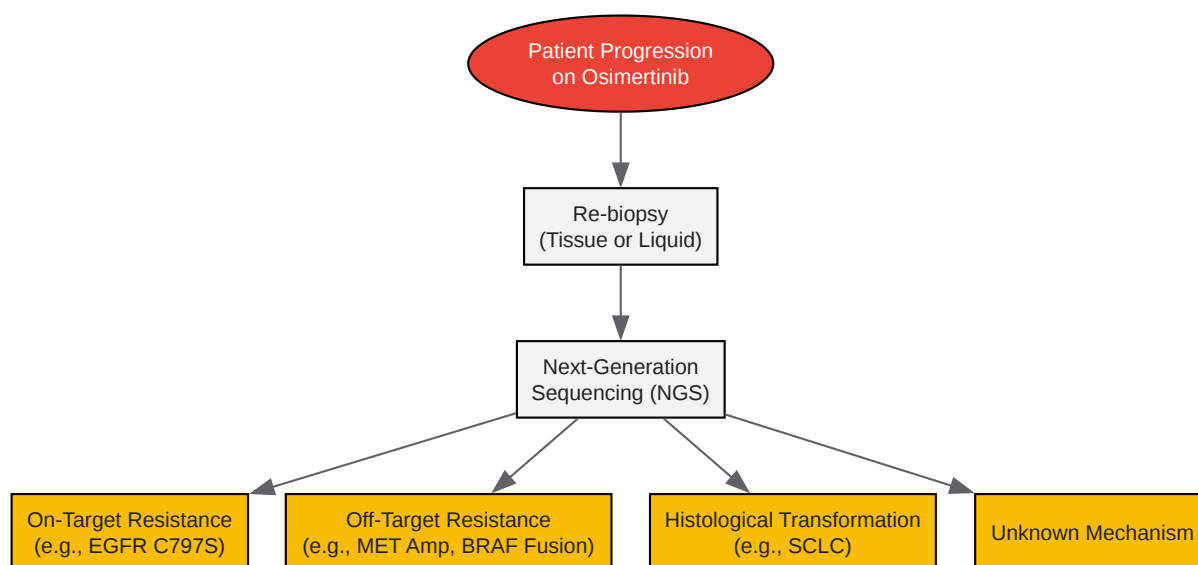 Patient Progression
on Osimertinib
Re-biopsy
(Tissue or Liquid)
Next-Generation
Sequencing (NGS)
On-Target Resistance
(e.g., EGFR C797S)
Off-Target Resistance
(e.g., MET Amp, BRAF Fusion)
Histological Transformation
(e.g., SCLC)
Unknown Mechanism